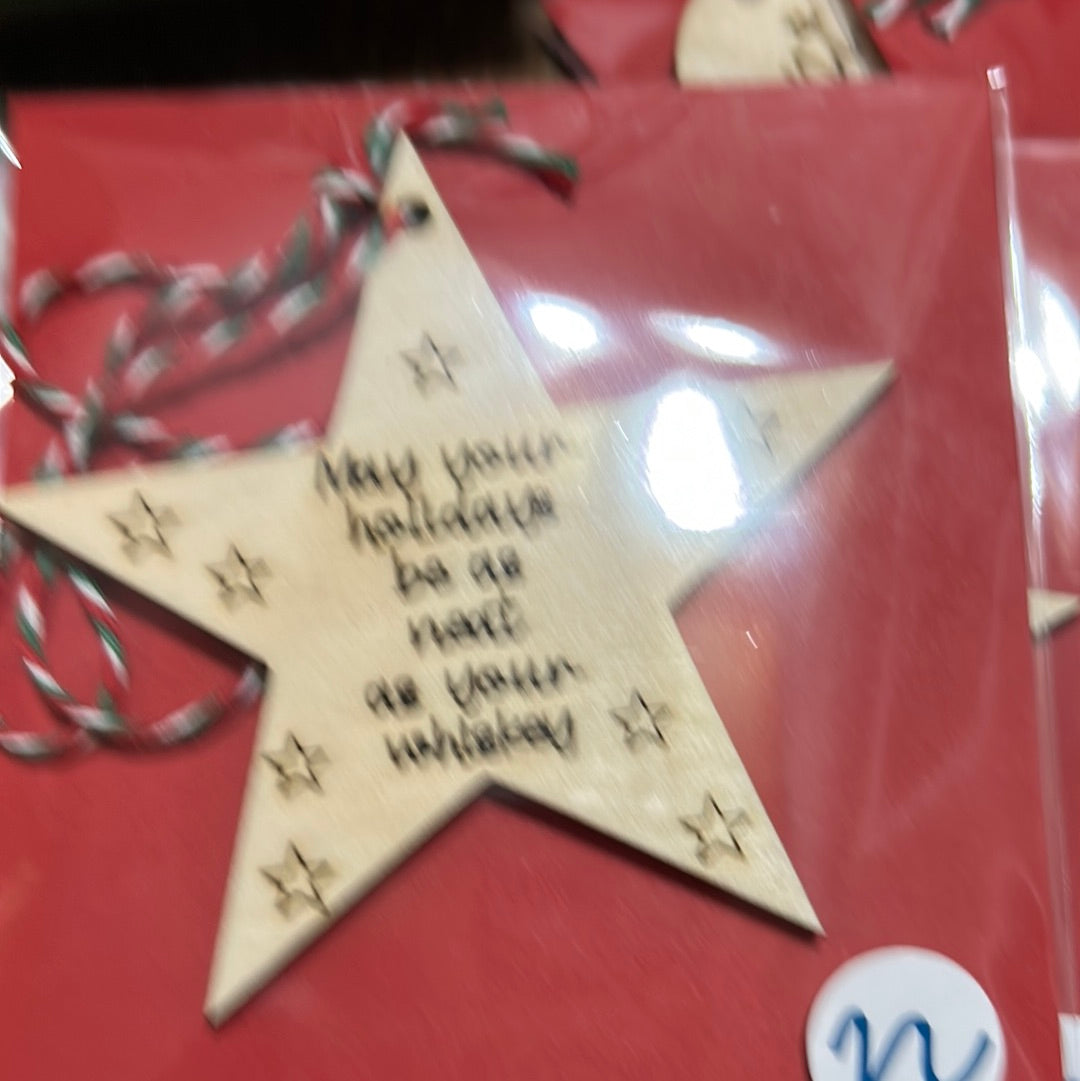 May your
holidays
be as
neat
as your
whiskey